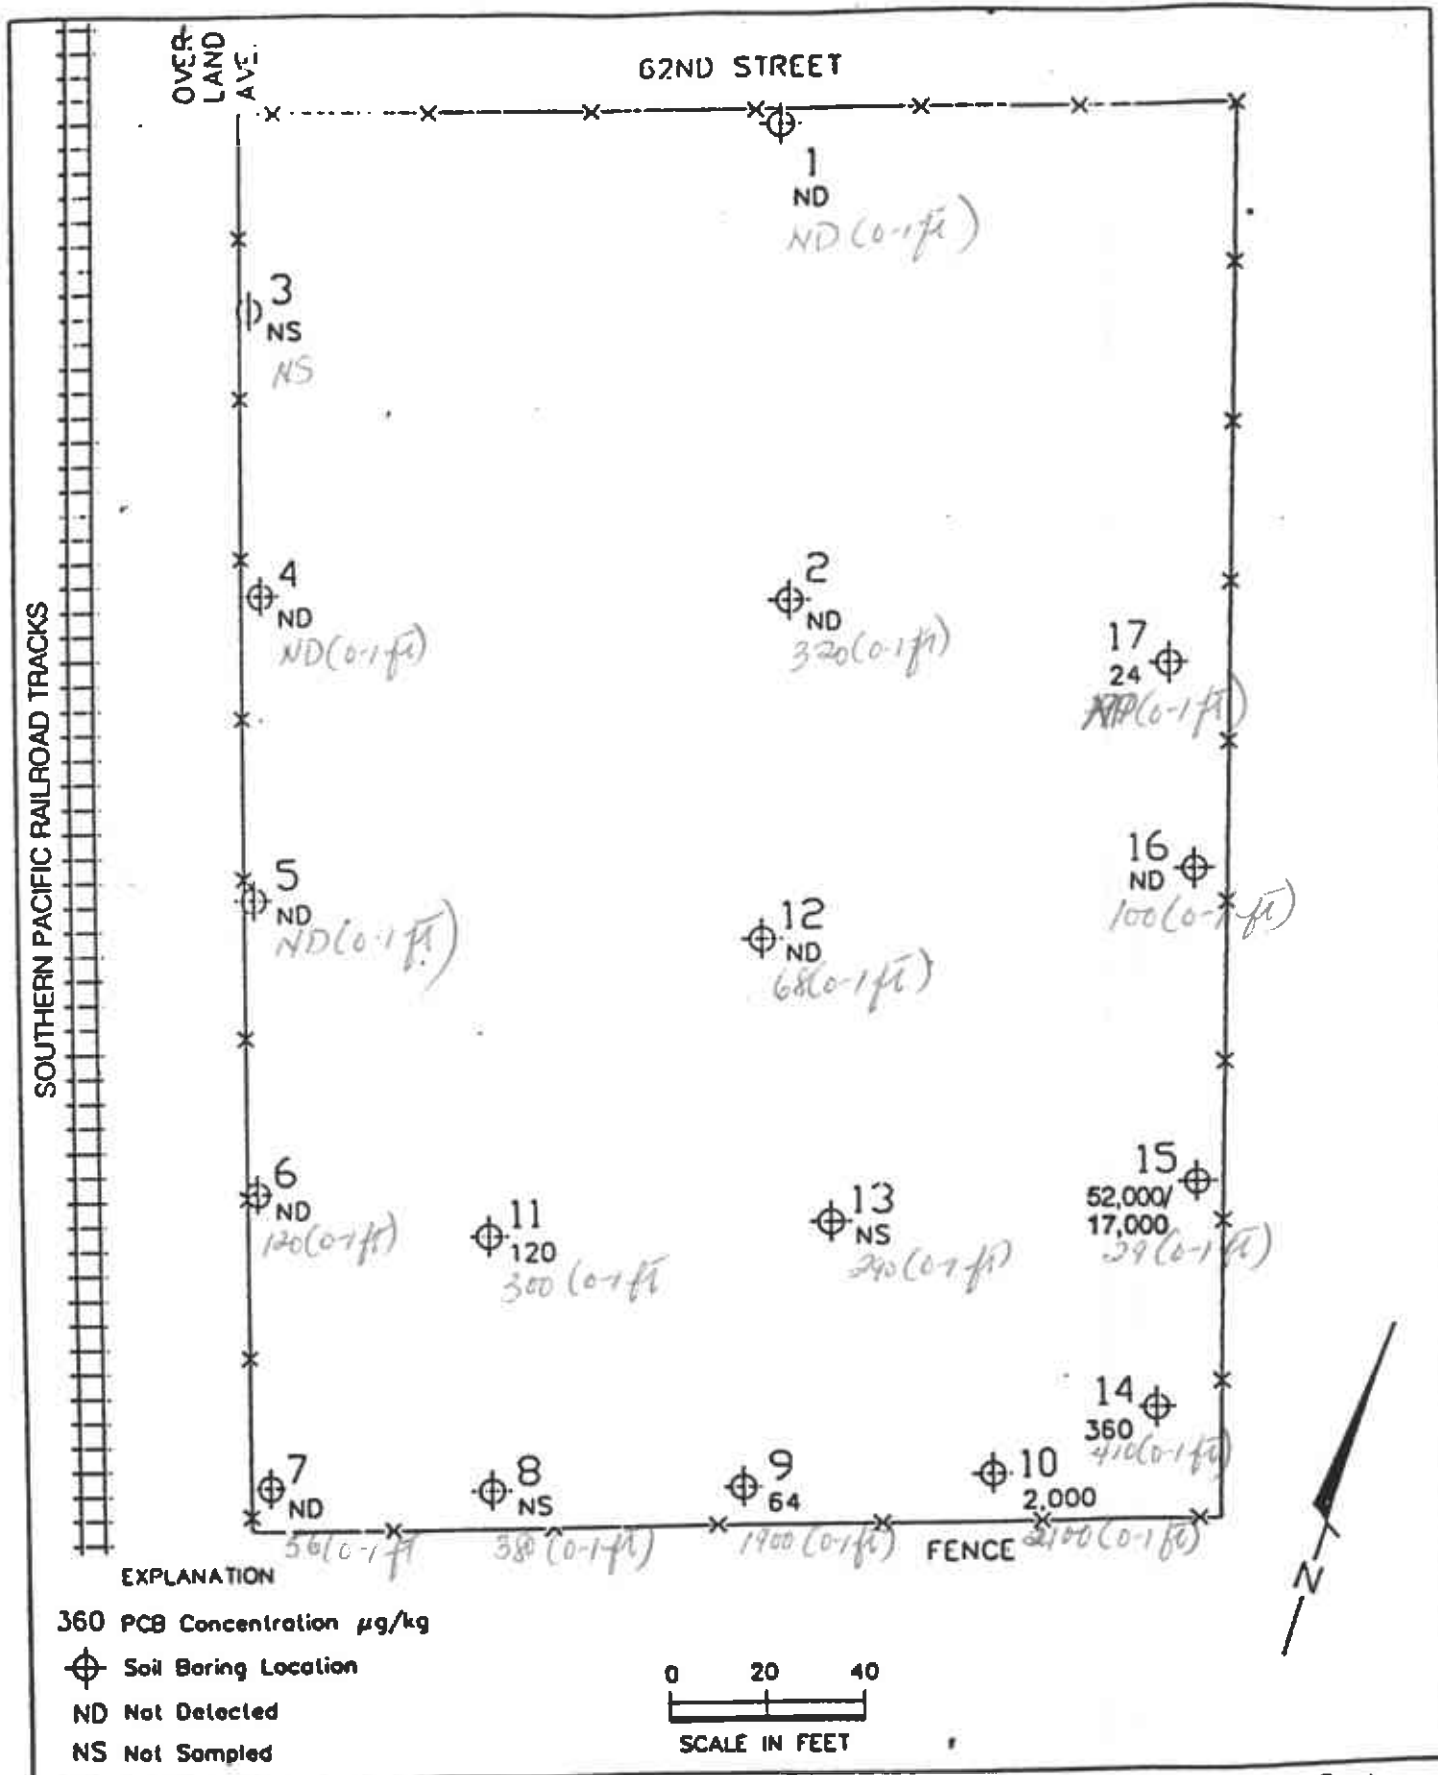 OVER-
LAND
AVE.
62ND STREET
1
ND
ND (0-1 ft)
3
NS
NS
4
ND
ND (0-1 ft)
2
ND
320 (0-1 ft)
17
24
(0-1 ft)
SOUTHERN PACIFIC RAILROAD TRACKS
5
ND
ND (0-1 ft)
12
ND
68 (0-1 ft)
16
ND
100 (0-1 ft)
6
ND
120 (0-1 ft)
11
120
300 (0-1 ft
13
NS
290 (0-1 ft)
15
52,000/
17,000
(0-1 ft)
14
360
410 (0-1 ft)
7
ND
56 (0-1 ft
8
NS
380 (0-1 ft)
9
64
1900 (0-1 ft)
10
2,000
2100 (0-1 ft)
FENCE
N
EXPLANATION
360 PCB Concentration µg/kg
Soil Boring Location
ND Not Detected
NS Not Sampled
0 20 40
SCALE IN FEET